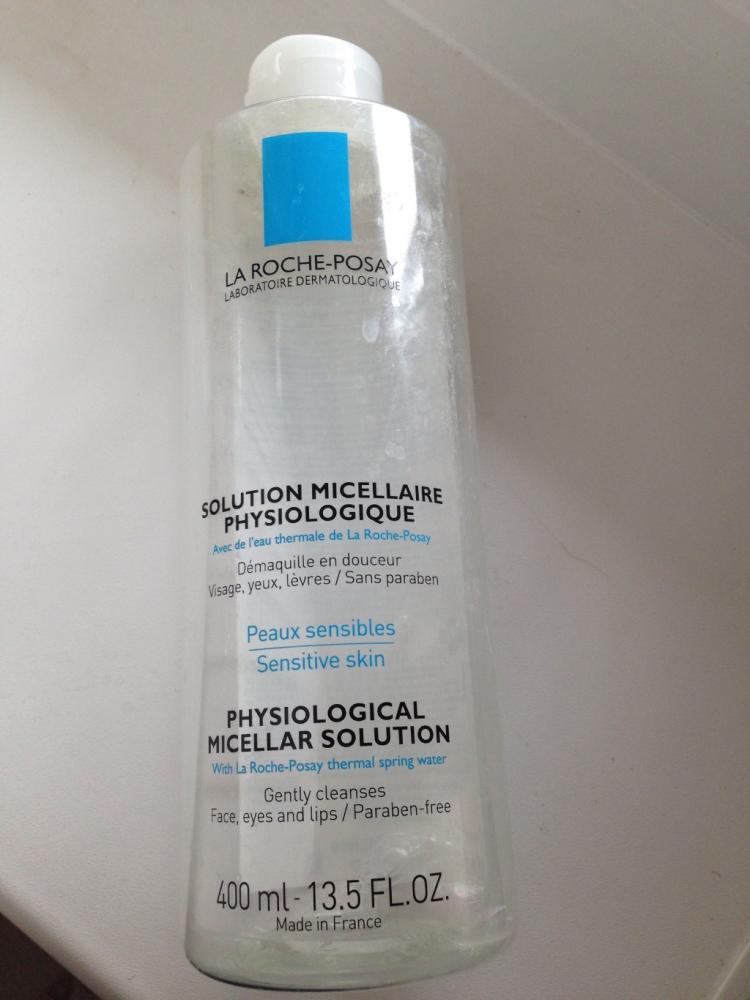 LA ROCHE-POSAY
LABORATOIRE DERMATOLOGIQUE
SOLUTION MICELLAIRE
PHYSIOLOGIQUE
Avec de l'eau thermale de La Roche-Posay
Démaquille en douceur
Visage, yeux, lèvres / Sans paraben
Peaux sensibles
Sensitive skin
PHYSIOLOGICAL
MICELLAR SOLUTION
With La Roche-Posay thermal spring water
Gently cleanses
Face, eyes and lips / Paraben-free
400 ml - 13.5 FL.OZ.
Made in France